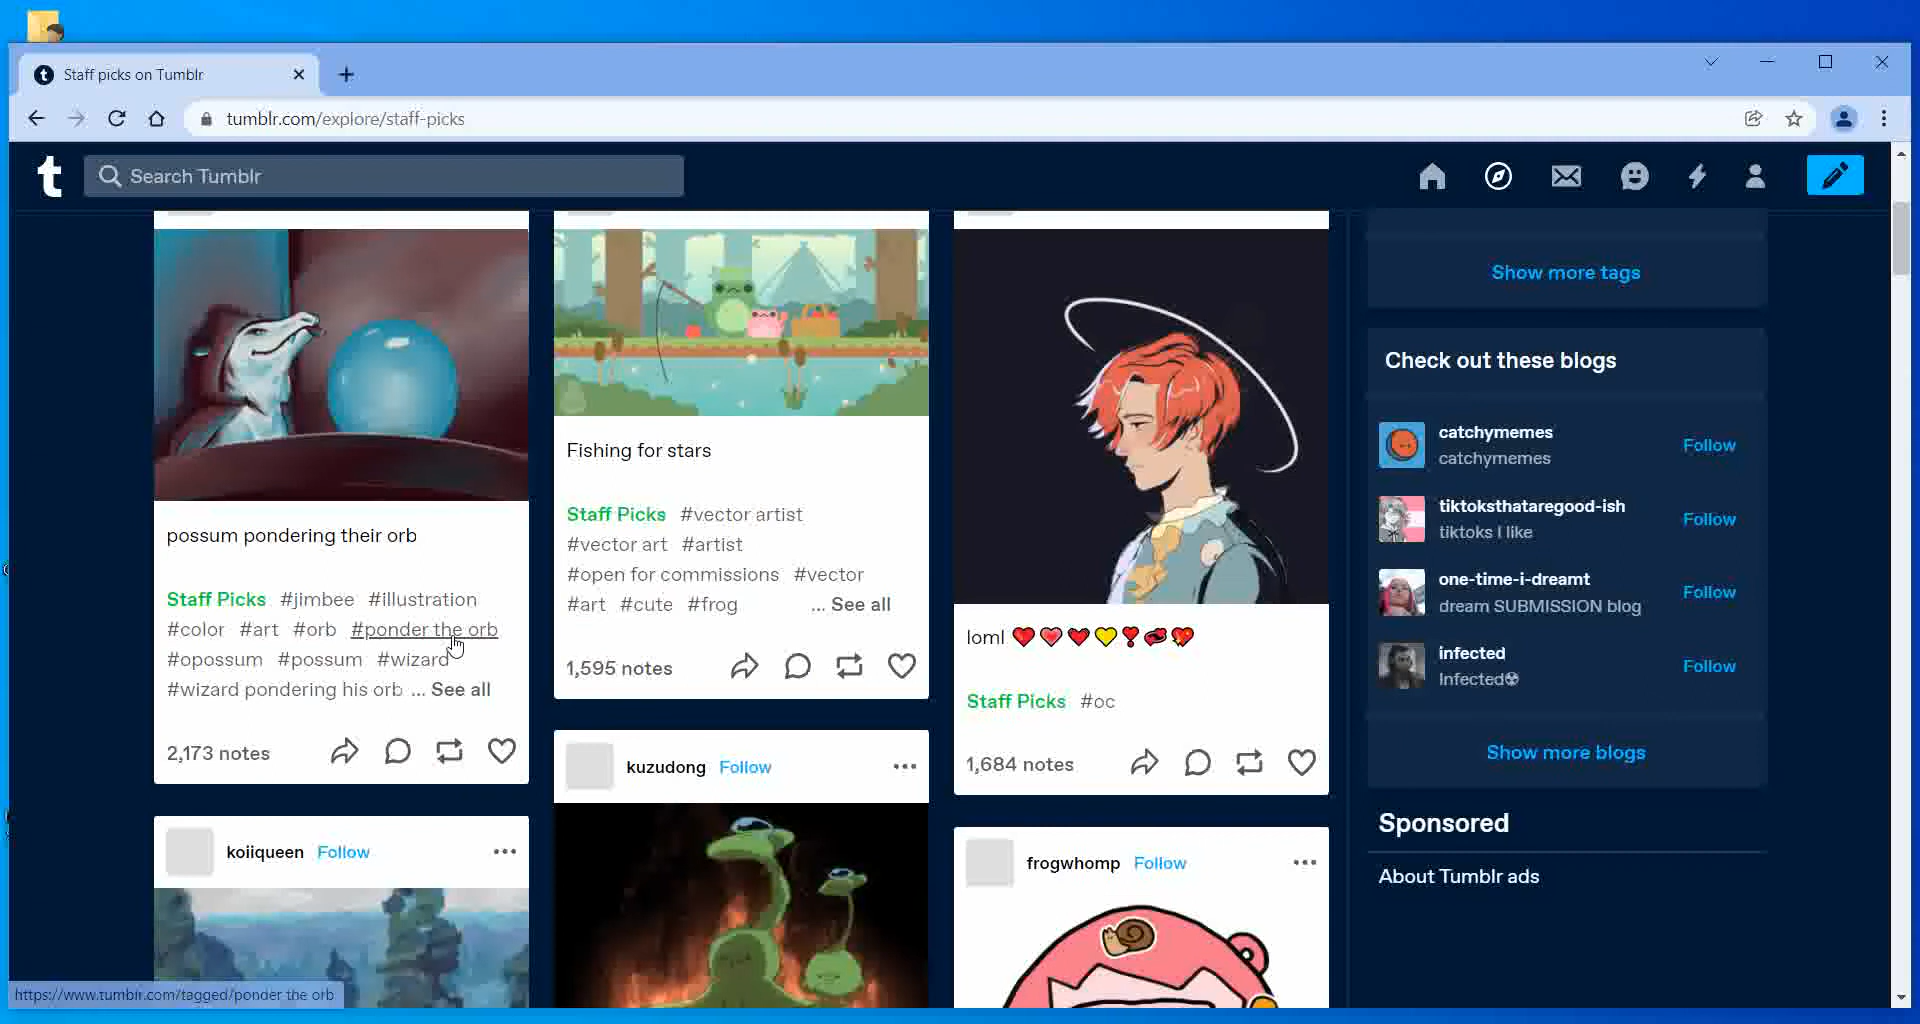 Staff picks on Tumblr
tumblr.com/explore/staff-picks
t
Search Tumblr
possum pondering their orb
Staff Picks #jimbee #illustration
#color #art #orb #ponder the orb
#opossum #possum #wizard
#wizard pondering his orb ... See all
2,173 notes
koiiqueen Follow
Fishing for stars
Staff Picks #vector artist
#vector art #artist
#open for commissions #vector
#art #cute #frog ... See all
1,595 notes
kuzudong Follow
loml ❤️💗❤️💛❣️💋💖
Staff Picks #oc
1,684 notes
frogwhomp Follow
Show more tags
Check out these blogs
catchymemes
catchymemes
Follow
tiktoksthataregood-ish
tiktoks I like
Follow
one-time-i-dreamt
dream SUBMISSION blog
Follow
infected
Infected☢
Follow
Show more blogs
Sponsored
About Tumblr ads
https://www.tumblr.com/tagged/ponder the orb